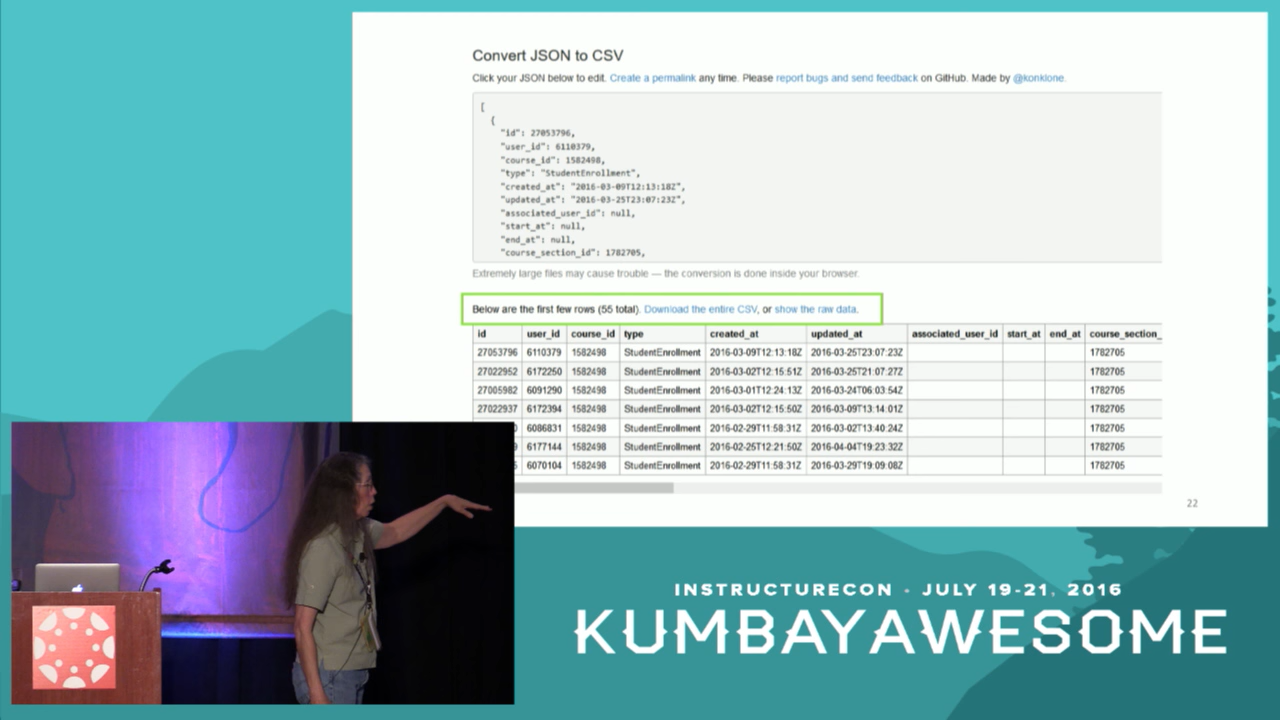 Convert JSON to CSV
Click your JSON below to edit. Create a permalink any time. Please report bugs and send feedback on GitHub. Made by @konklone.
[
{
"id": 27053796,
"user_id": 6110379,
"course_id": 1582498,
"type": "StudentEnrollment",
"created_at": "2016-03-09T12:13:18Z",
"updated_at": "2016-03-25T23:07:23Z",
"associated_user_id": null,
"start_at": null,
"end_at": null,
"course_section_id": 1782705,
Extremely large files may cause trouble — the conversion is done inside your browser.
Below are the first few rows (55 total). Download the entire CSV, or show the raw data.
id user_id course_id type created_at updated_at associated_user_id start_at end_at course_section_
27053796 6110379 1582498 StudentEnrollment 2016-03-09T12:13:18Z 2016-03-25T23:07:23Z 1782705
27022952 6172250 1582498 StudentEnrollment 2016-03-02T12:15:51Z 2016-03-25T21:07:27Z 1782705
27005982 6091290 1582498 StudentEnrollment 2016-03-01T12:24:13Z 2016-03-24T06:03:54Z 1782705
27022937 6172394 1582498 StudentEnrollment 2016-03-02T12:15:50Z 2016-03-09T13:14:01Z 1782705
6086831 1582498 StudentEnrollment 2016-02-29T11:58:31Z 2016-03-02T13:40:24Z 1782705
6177144 1582498 StudentEnrollment 2016-02-25T12:21:50Z 2016-04-04T19:23:32Z 1782705
6070104 1582498 StudentEnrollment 2016-02-29T11:58:31Z 2016-03-29T19:09:08Z 1782705
22
INSTRUCTURECON • JULY 19-21, 2016
KUMBAYAWESOME